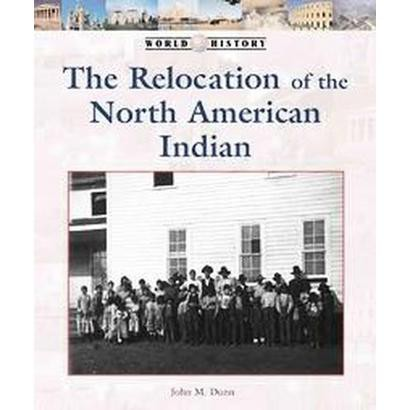 WORLD HISTORY
The Relocation of the
North American
Indian
John M. Dunn